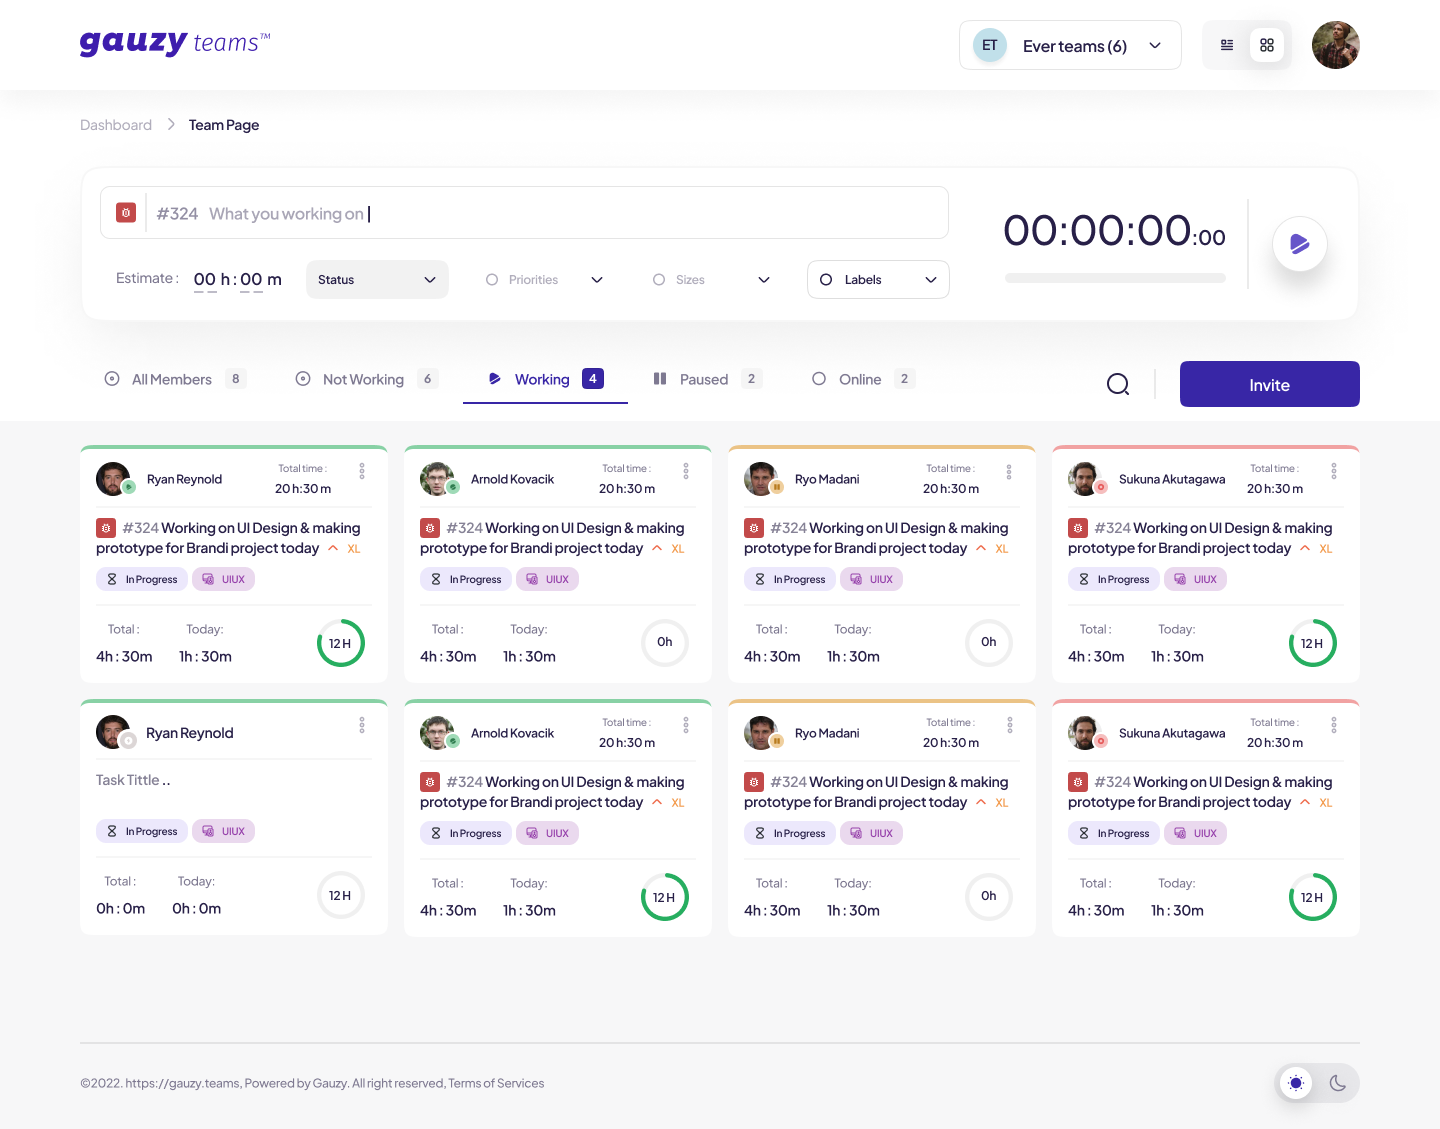 gauzy teams™
ET Ever teams (6)
Dashboard Team Page
#324 What you working on
00:00:00:00
Estimate : 00 h : 00 m Status Priorities Sizes Labels
All Members 8 Not Working 6 Working 4 Paused 2 Online 2 Invite
Ryan Reynold Total time : 20 h:30 m
#324 Working on UI Design & making
prototype for Brandi project today XL
In Progress UIUX
Total : Today:
4h : 30m 1h : 30m 12 H
Arnold Kovacik Total time : 20 h:30 m
#324 Working on UI Design & making
prototype for Brandi project today XL
In Progress UIUX
Total : Today:
4h : 30m 1h : 30m 0h
Ryo Madani Total time : 20 h:30 m
#324 Working on UI Design & making
prototype for Brandi project today XL
In Progress UIUX
Total : Today:
4h : 30m 1h : 30m 0h
Sukuna Akutagawa Total time : 20 h:30 m
#324 Working on UI Design & making
prototype for Brandi project today XL
In Progress UIUX
Total : Today:
4h : 30m 1h : 30m 12 H
Ryan Reynold
Task Tittle ..
In Progress UIUX
Total : Today:
0h : 0m 0h : 0m 12 H
Arnold Kovacik Total time : 20 h:30 m
#324 Working on UI Design & making
prototype for Brandi project today XL
In Progress UIUX
Total : Today:
4h : 30m 1h : 30m 12 H
Ryo Madani Total time : 20 h:30 m
#324 Working on UI Design & making
prototype for Brandi project today XL
In Progress UIUX
Total : Today:
4h : 30m 1h : 30m 0h
Sukuna Akutagawa Total time : 20 h:30 m
#324 Working on UI Design & making
prototype for Brandi project today XL
In Progress UIUX
Total : Today:
4h : 30m 1h : 30m 12 H
©2022. https://gauzy.teams, Powered by Gauzy. All right reserved, Terms of Services